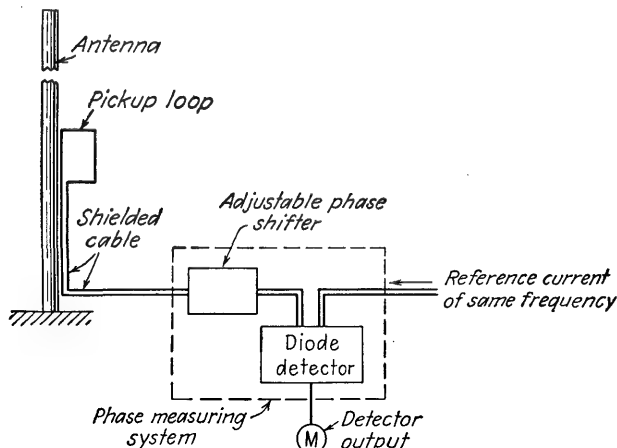 Antenna
Pickup loop
Shielded
cable
Adjustable phase
shifter
Reference current
of same frequency
Diode
detector
Phase measuring
system
M
Detector
output